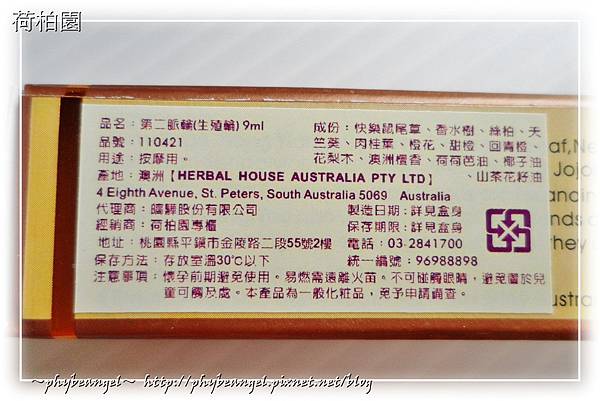 荷柏園
品名：第二脈輪(生殖輪) 9ml
品號：110421
用途：按摩用。
成份：快樂鼠尾草、香水樹、絲柏、天
竺葵、肉桂葉、橙花、甜橙、回青橙、
花梨木、澳洲檀香、荷荷芭油、椰子油
、山茶花籽油
產地：澳洲【HERBAL HOUSE AUSTRALIA PTY LTD】
4 Eighth Avenue, St. Peters, South Australia 5069 Australia
代理商：曠驛股份有限公司
經銷商：荷柏園專櫃
地址：桃園縣平鎮市金陵路二段55號2樓
保存方法：存放室溫30℃以下
製造日期：詳見盒身
保存期限：詳見盒身
電話：03-2841700
統一編號：96988898
注意事項：懷孕前期避免使用。易燃需遠離火苗。不可碰觸眼睛，避免置於兒
童可觸及處。本產品為一般化粧品，免予申請備查。
af, Ne
Jojo
ancin
nds
they
ustra
～phybeangel～ http://phybeangel.pixnet.net/blog